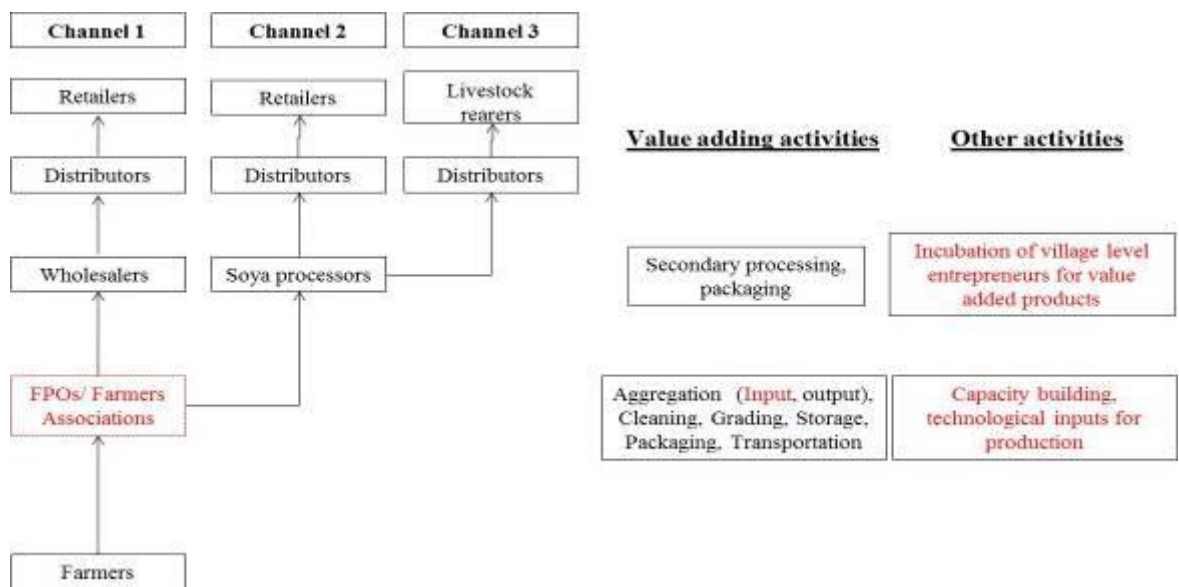 Channel 1
Channel 2
Channel 3
Retailers
Retailers
Livestock
rearers
Value adding activities
Other activities
Distributors
Distributors
Distributors
Wholesalers
Soya processors
Secondary processing,
packaging
Incubation of village level
entrepreneurs for value
added products
FPOs/ Farmers
Associations
Aggregation (Input, output),
Cleaning, Grading, Storage,
Packaging, Transportation
Capacity building,
technological inputs for
production
Farmers